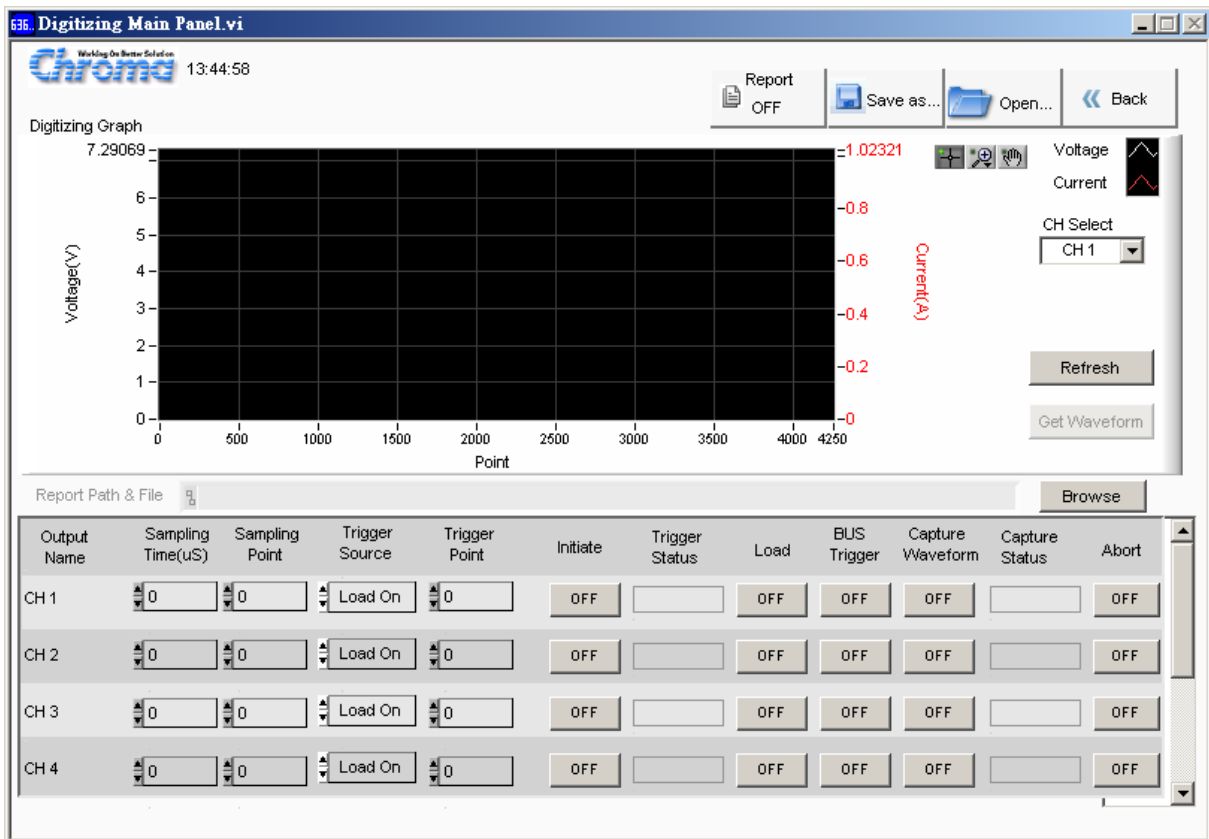 636.. Digitizing Main Panel.vi
Working On Better Solution
Chroma 13:44:58
Report
OFF
Save as...
Open...
Back
Digitizing Graph
7.29069
6
5
4
3
2
1
0
Voltage(V)
1.02321
0.8
0.6
0.4
0.2
0
Current(A)
0 500 1000 1500 2000 2500 3000 3500 4000 4250
Point
Voltage
Current
CH Select
CH 1
Refresh
Get Waveform
Report Path & File
Browse
Output Name
Sampling Time(uS)
Sampling Point
Trigger Source
Trigger Point
Initiate
Trigger Status
Load
BUS Trigger
Capture Waveform
Capture Status
Abort
CH 1 0 0 Load On 0 OFF OFF OFF OFF OFF
CH 2 0 0 Load On 0 OFF OFF OFF OFF OFF
CH 3 0 0 Load On 0 OFF OFF OFF OFF OFF
CH 4 0 0 Load On 0 OFF OFF OFF OFF OFF